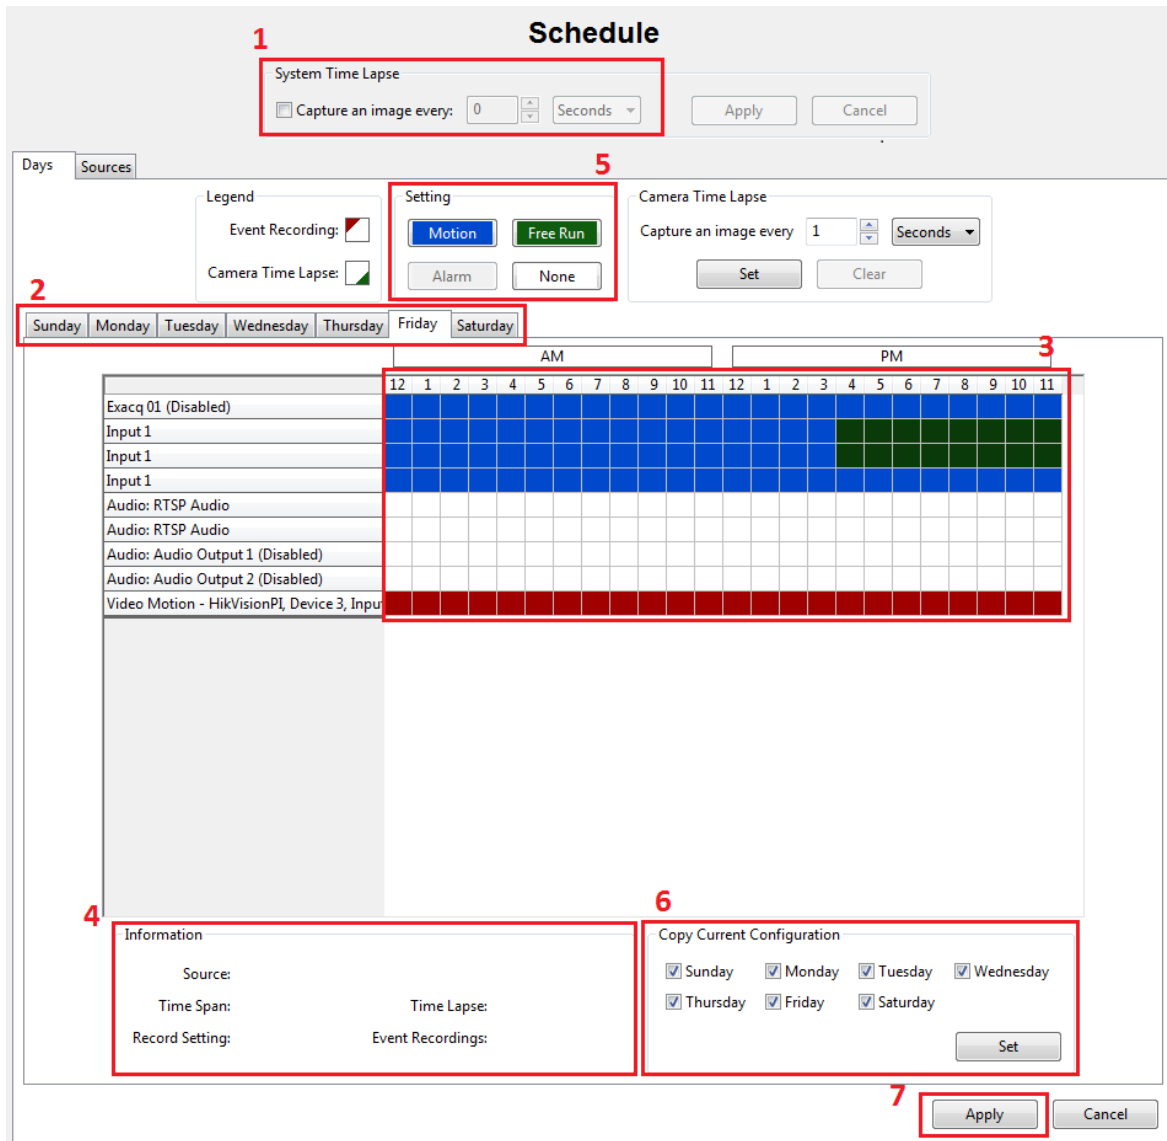 Schedule
1
System Time Lapse
Capture an image every: 0 Seconds Apply Cancel
Days Sources
5
Legend Setting Camera Time Lapse
Event Recording: Motion Free Run Capture an image every 1 Seconds
Camera Time Lapse: Alarm None Set Clear
2
Sunday Monday Tuesday Wednesday Thursday Friday Saturday
AM PM 3
12 1 2 3 4 5 6 7 8 9 10 11 12 1 2 3 4 5 6 7 8 9 10 11
Exacq 01 (Disabled)
Input 1
Input 1
Input 1
Audio: RTSP Audio
Audio: RTSP Audio
Audio: Audio Output 1 (Disabled)
Audio: Audio Output 2 (Disabled)
Video Motion - HikVisionPI, Device 3, Inpu
4 6
Information Copy Current Configuration
Source: Sunday Monday Tuesday Wednesday
Time Span: Time Lapse: Thursday Friday Saturday
Record Setting: Event Recordings: Set
7
Apply Cancel